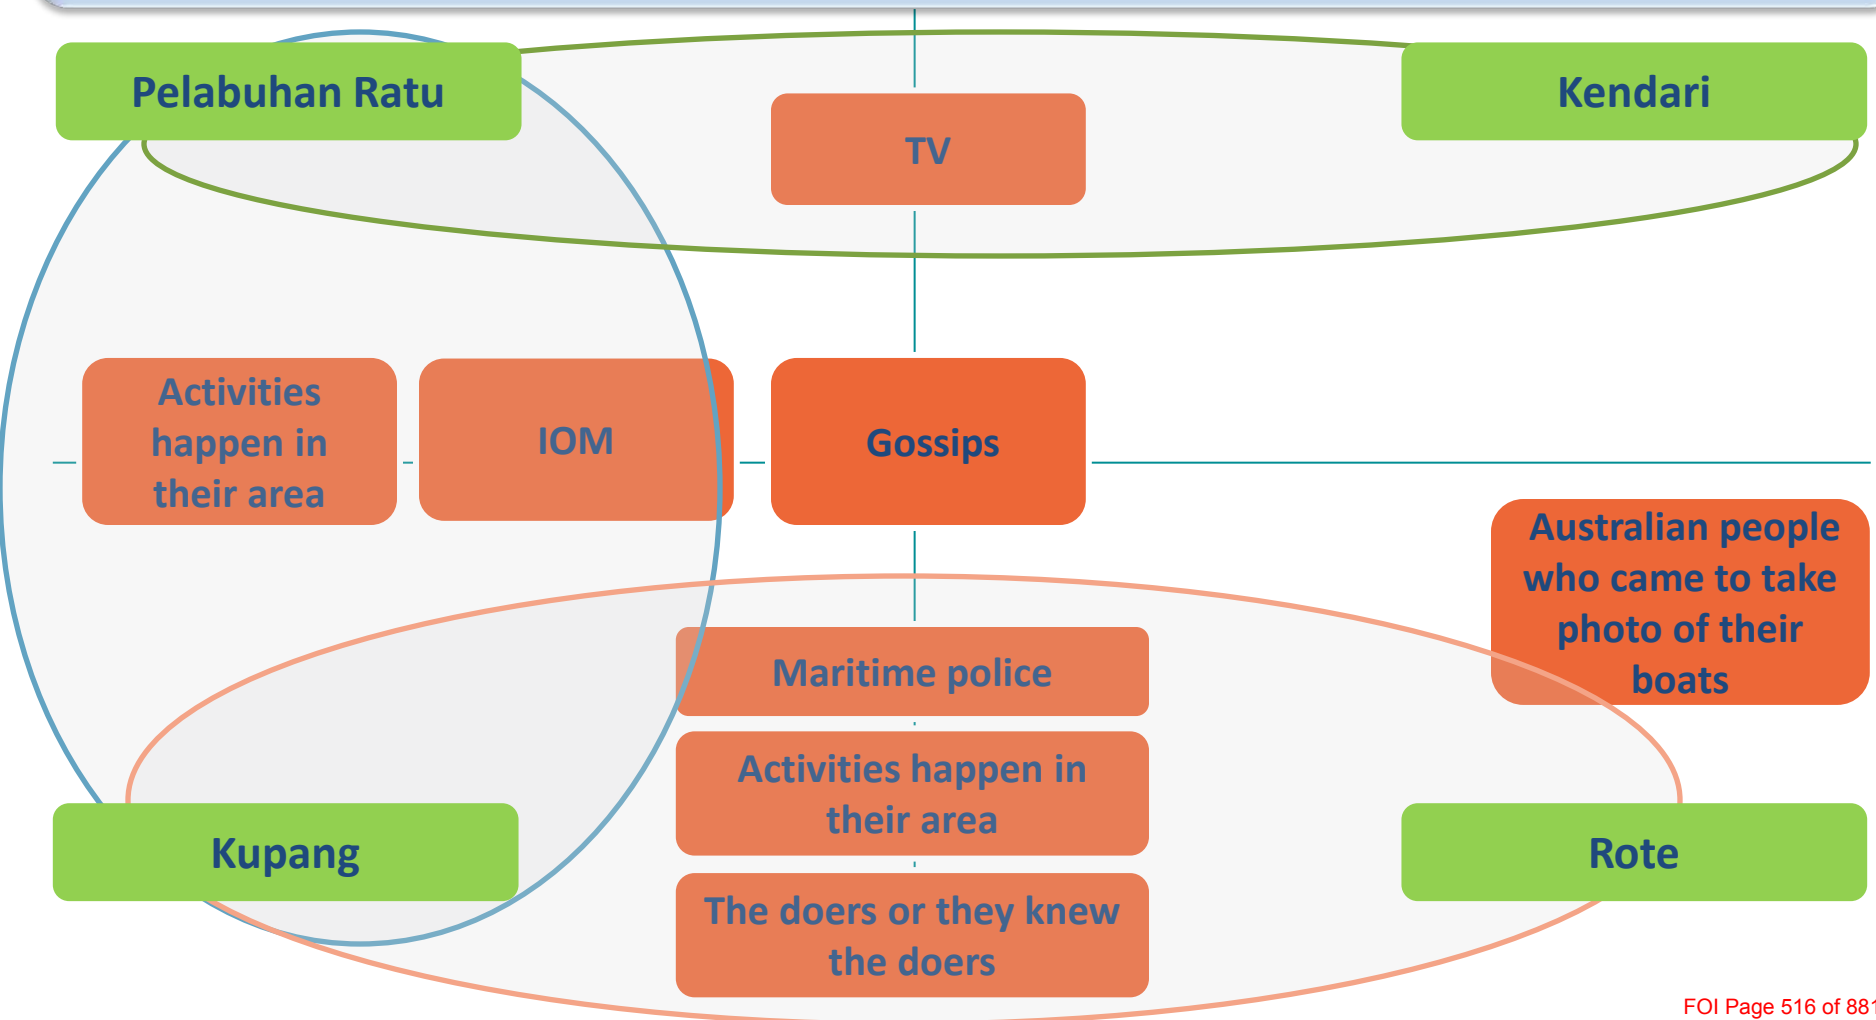 Pelabuhan Ratu
Kendari
TV
Activities
happen in
their area
IOM
Gossips
Australian people
who came to take
photo of their
boats
Maritime police
Activities happen in
their area
Kupang
Rote
The doers or they knew
the doers
FOI Page 516 of 881